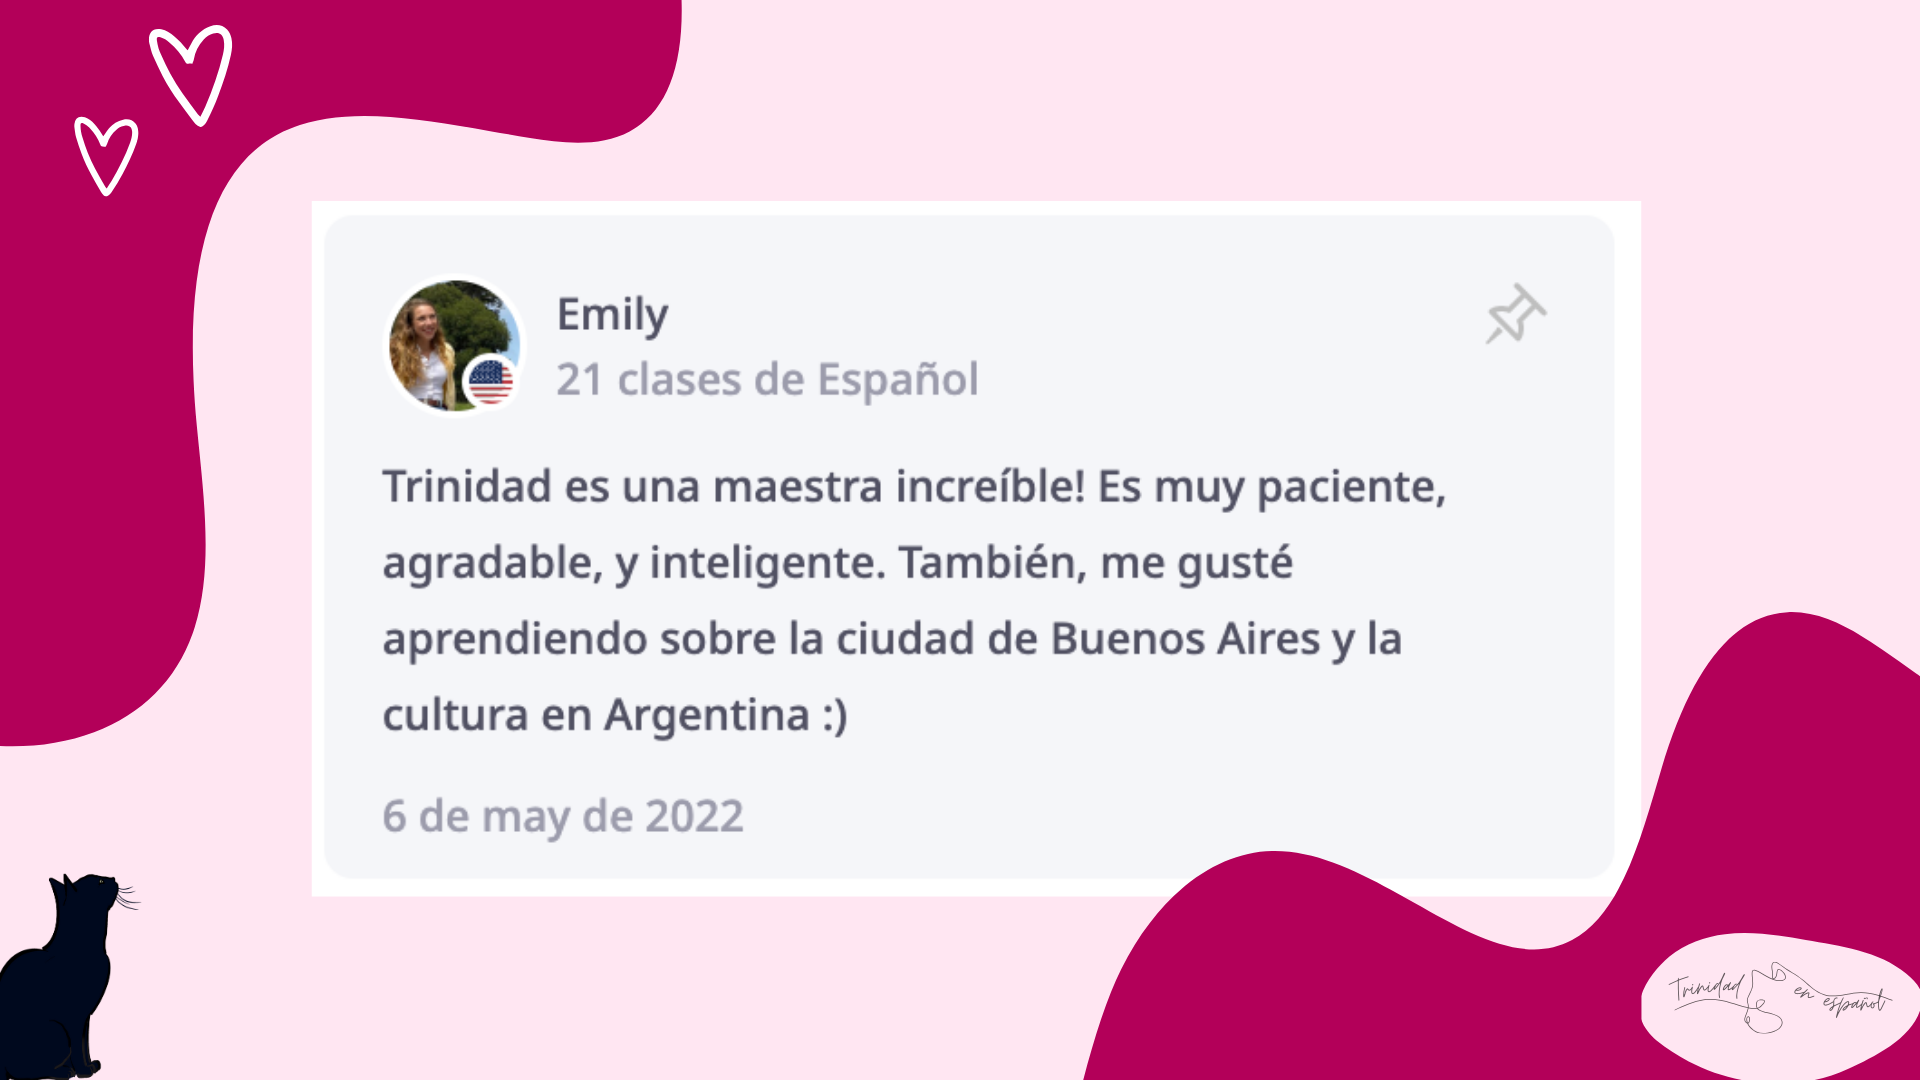 Emily
21 clases de Español
Trinidad es una maestra increíble! Es muy paciente,
agradable, y inteligente. También, me gusté
aprendiendo sobre la ciudad de Buenos Aires y la
cultura en Argentina :)
6 de may de 2022
Trinidad en español